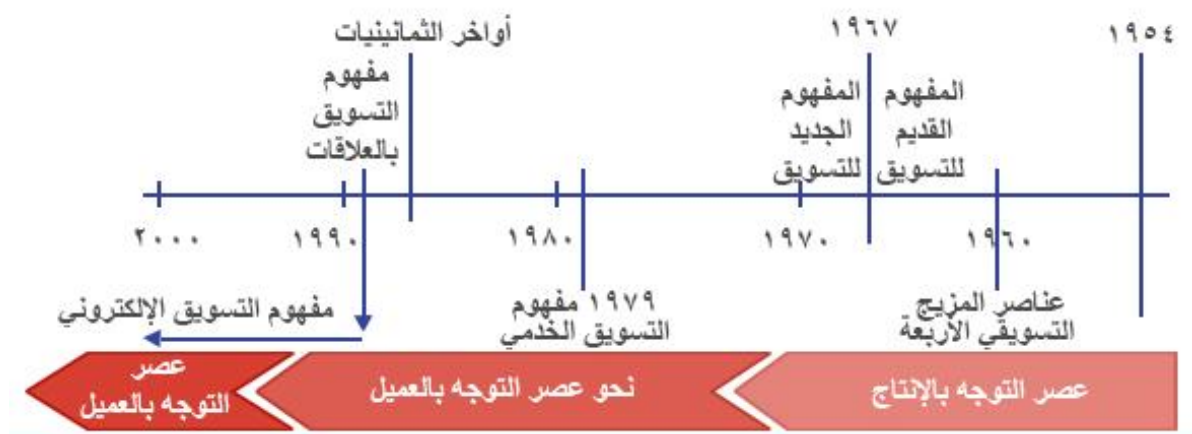 ١٩٥٤
١٩٦٧
أواخر الثمانينيات
المفهوم
القديم
للتسويق
المفهوم
الجديد
للتسويق
مفهوم
التسويق
بالعلاقات
١٩٦٠
١٩٧٠
١٩٨٠
١٩٩٠
٢٠٠٠
عناصر المزيج
التسويقي الأربعة
١٩٧٩ مفهوم
التسويق الخدمي
مفهوم التسويق الإلكتروني
عصر التوجه بالإنتاج
نحو عصر التوجه بالعميل
عصر
التوجه بالعميل